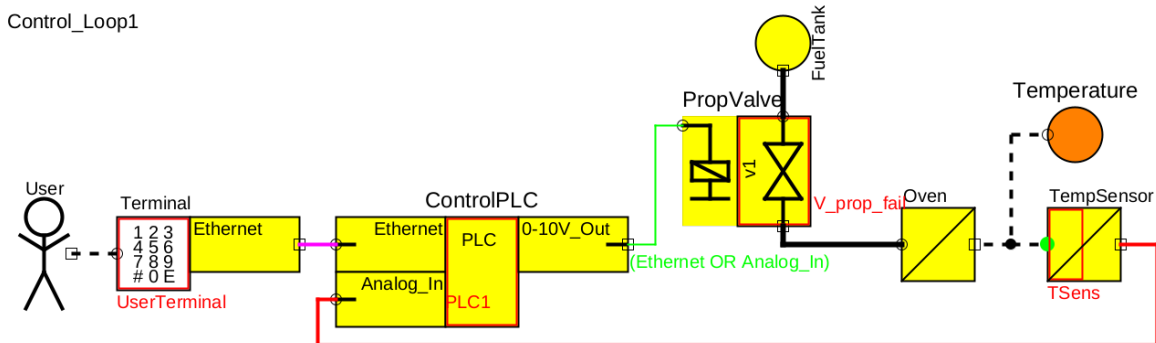 Control_Loop1
FuelTank
PropValve
Temperature
User
Terminal
ControlPLC
v1
Oven
TempSensor
1 2 3
4 5 6
7 8 9
# 0 E
Ethernet
Ethernet
PLC
0-10V_Out
V_prop_fail
(Ethernet OR Analog_In)
Analog_In
UserTerminal
PLC1
TSens